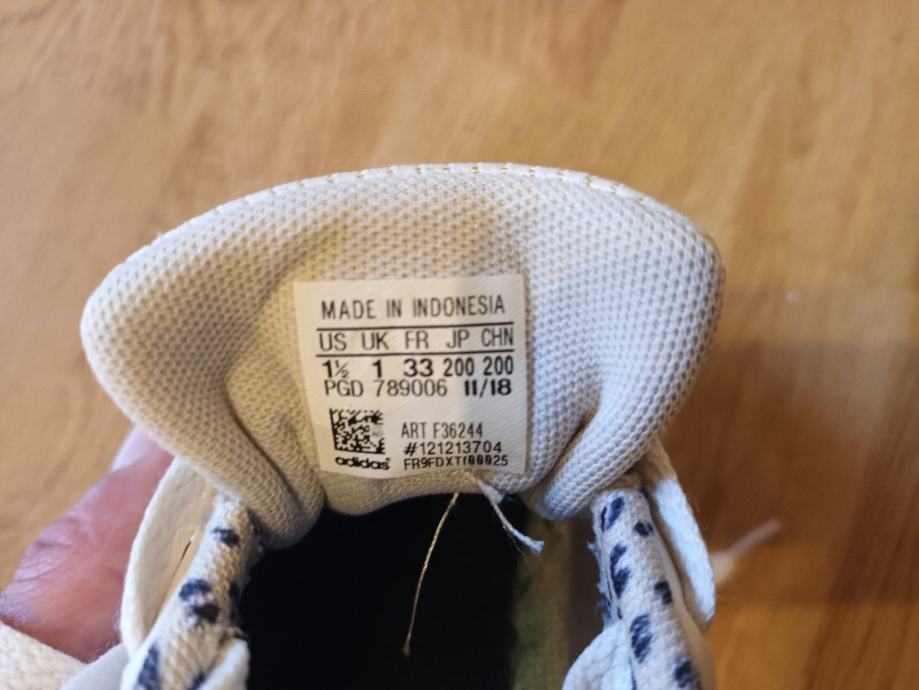 MADE IN INDONESIA
US UK FR JP CHN
1½ 1 33 200 200
PGD 789006 11/18
ART F36244
#121213704
adidas FR9FDXTf00025